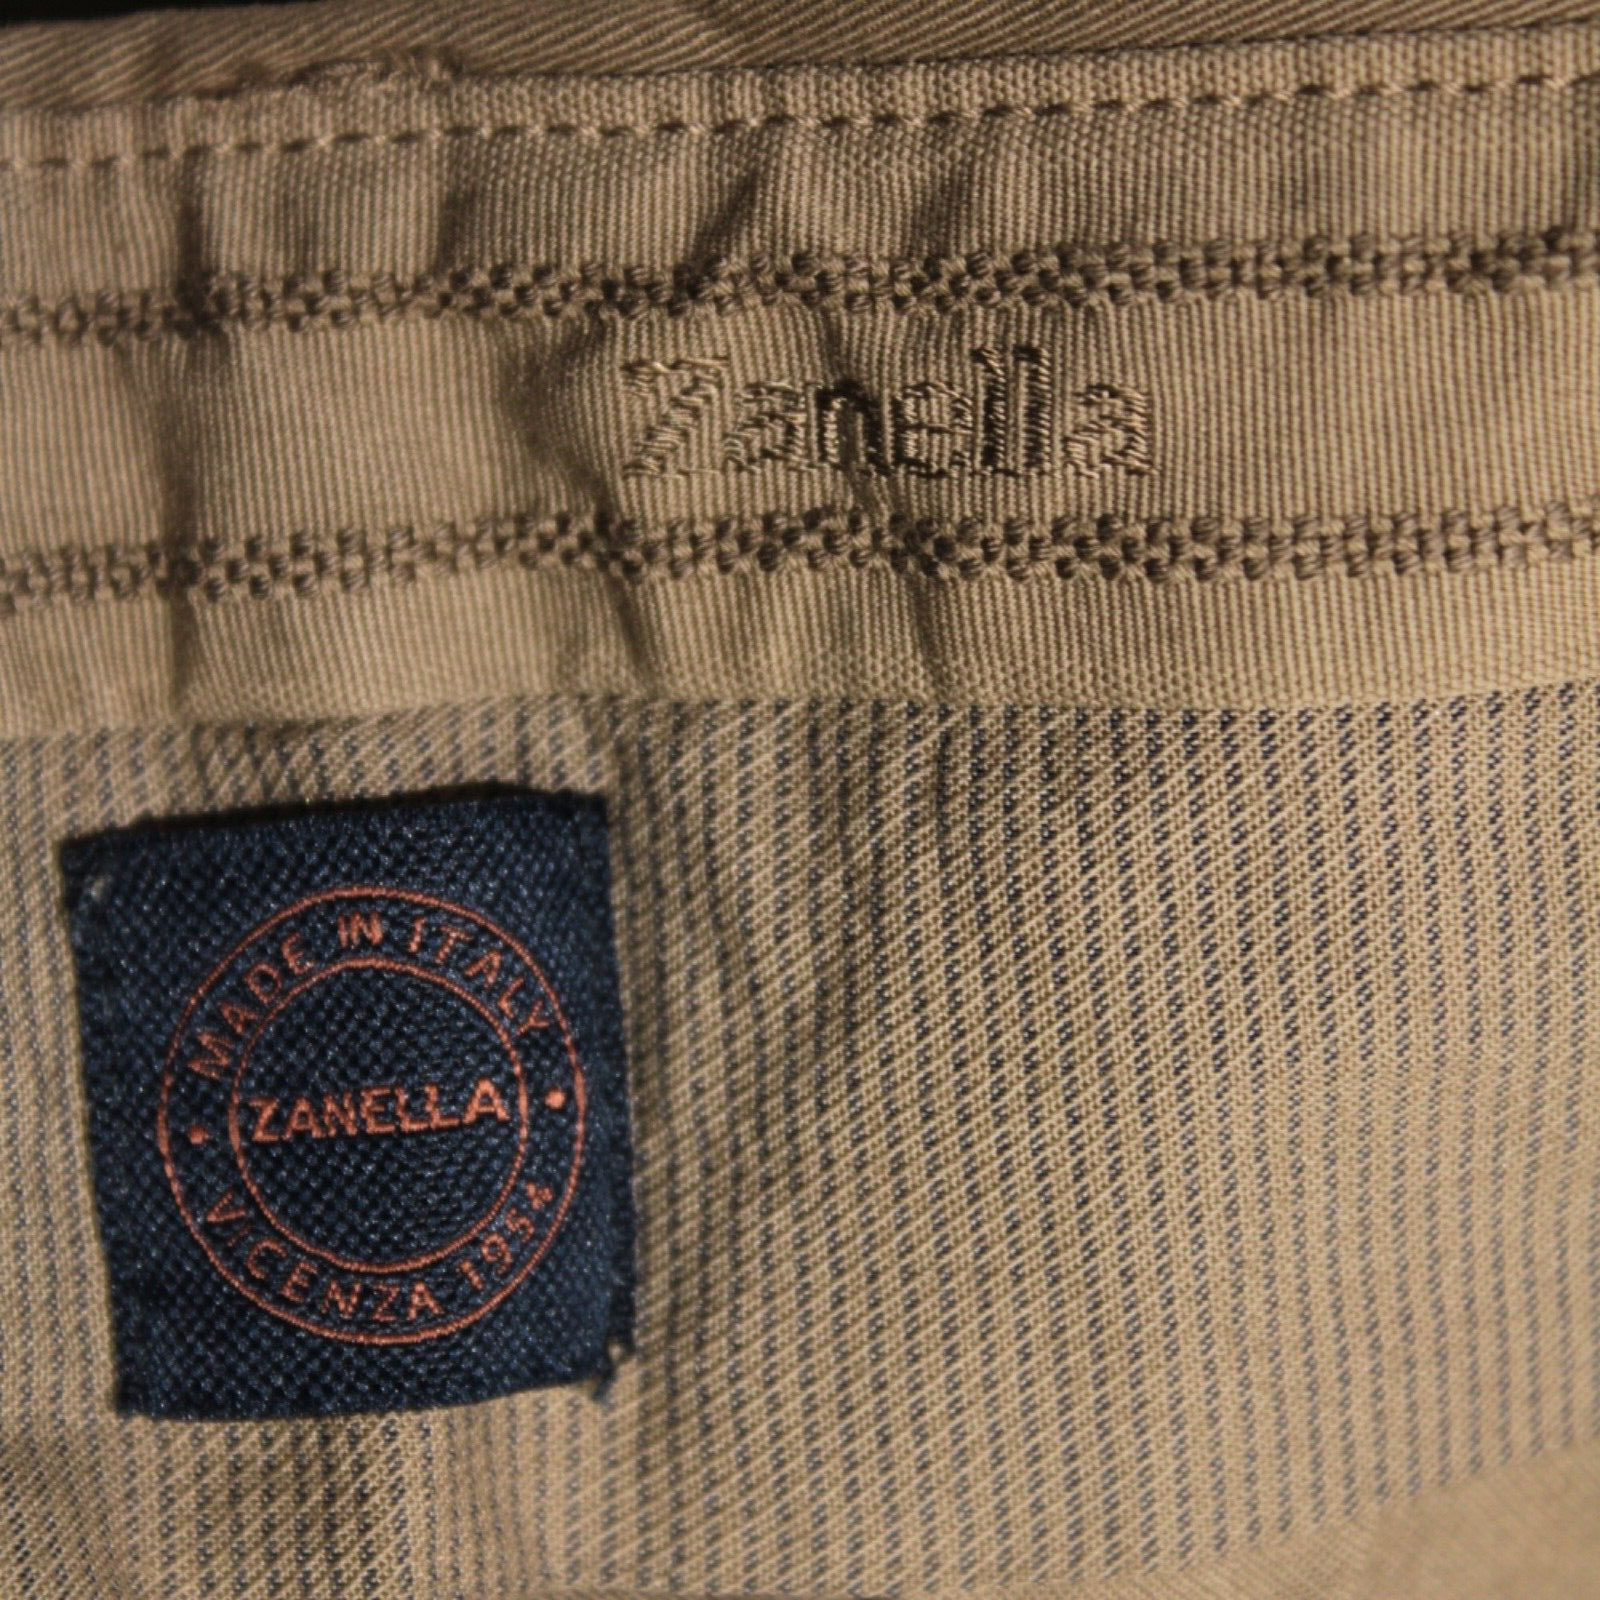 Zanella
MADE IN ITALY
ZANELLA
VICENZA 1954